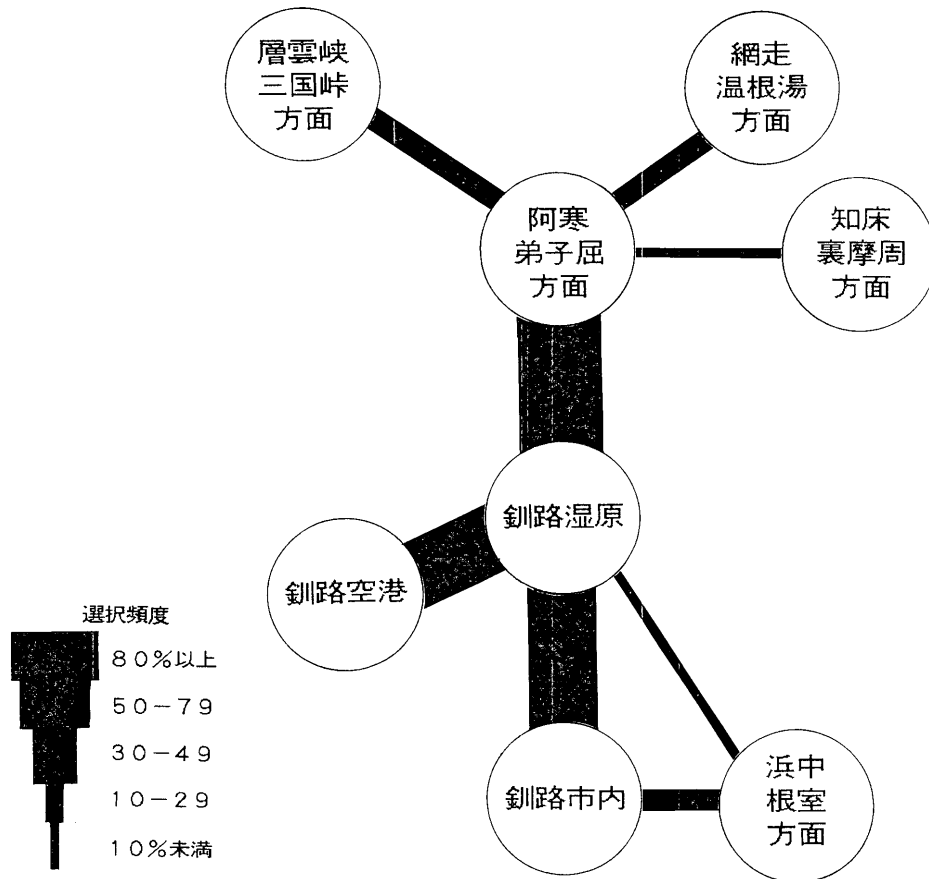 層雲峡
三国峠
方面
網走
温根湯
方面
阿寒
弟子屈
方面
知床
裏摩周
方面
釧路湿原
釧路空港
釧路市内
浜中
根室
方面
選択頻度
80%以上
50-79
30-49
10-29
10%未満